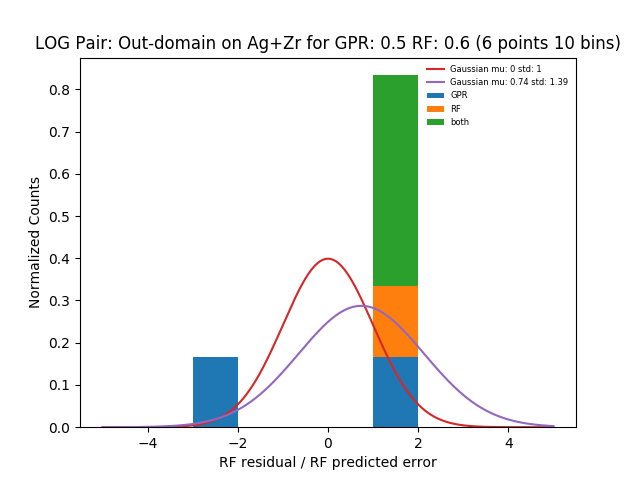 LOG Pair: Out-domain on Ag+Zr for GPR: 0.5 RF: 0.6 (6 points 10 bins)
Gaussian mu: 0 std: 1
Gaussian mu: 0.74 std: 1.39
GPR
RF
both
Normalized Counts
0.8
0.7
0.6
0.5
0.4
0.3
0.2
0.1
0.0
−4 −2 0 2 4
RF residual / RF predicted error